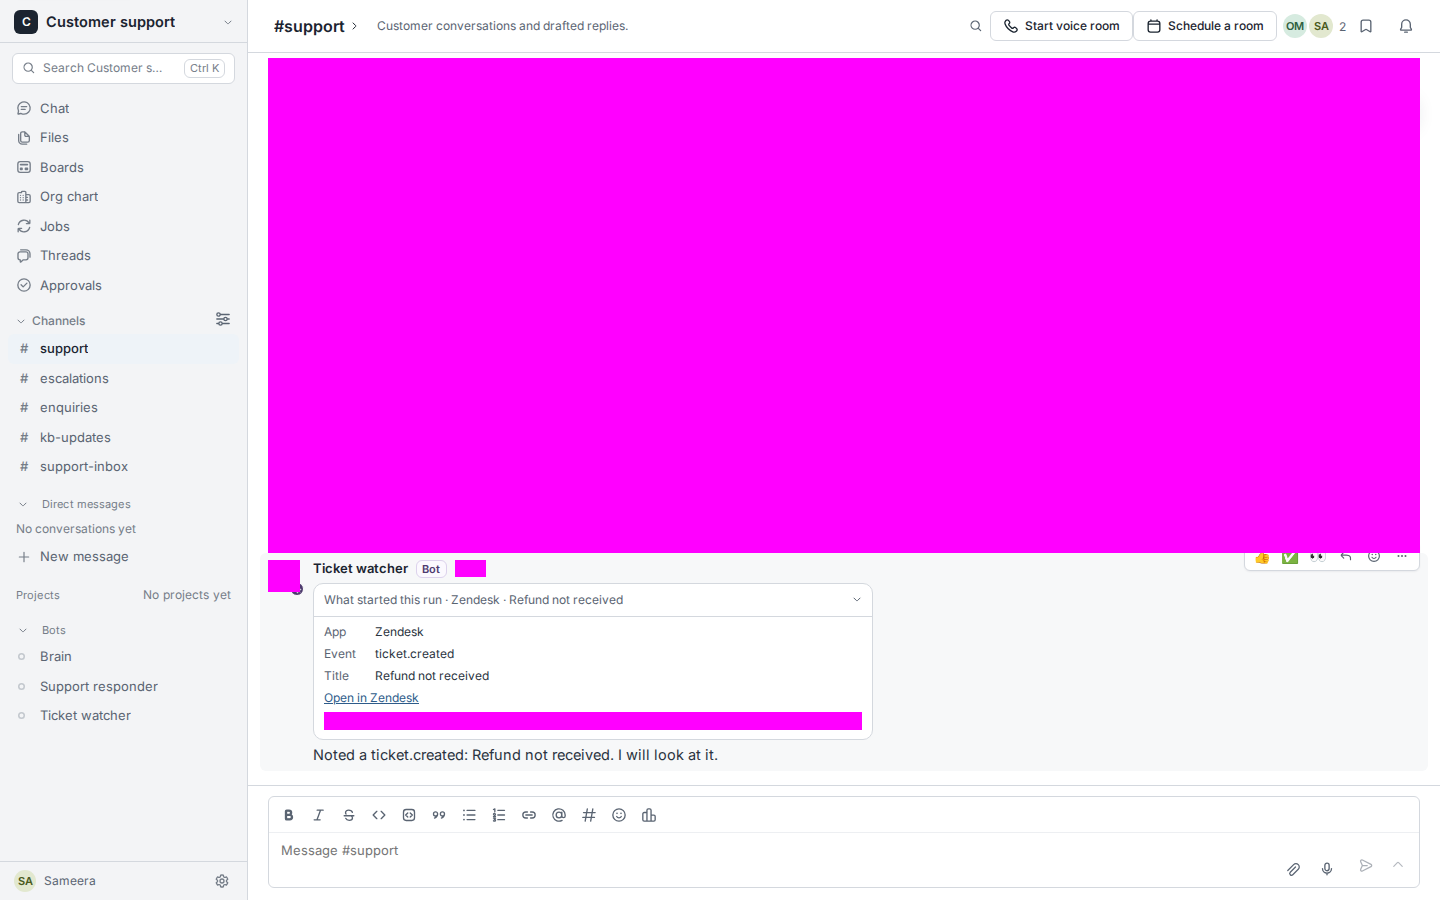 C Customer support
Search Customer s... Ctrl K
Chat
Files
Boards
Org chart
Jobs
Threads
Approvals
Channels
# support
# escalations
# enquiries
# kb-updates
# support-inbox
Direct messages
No conversations yet
New message
Projects No projects yet
Bots
Brain
Support responder
Ticket watcher
SA Sameera
#support Customer conversations and drafted replies. Start voice room Schedule a room OM SA 2
Ticket watcher Bot
What started this run · Zendesk · Refund not received
App Zendesk
Event ticket.created
Title Refund not received
Open in Zendesk
Noted a ticket.created: Refund not received. I will look at it.
Message #support